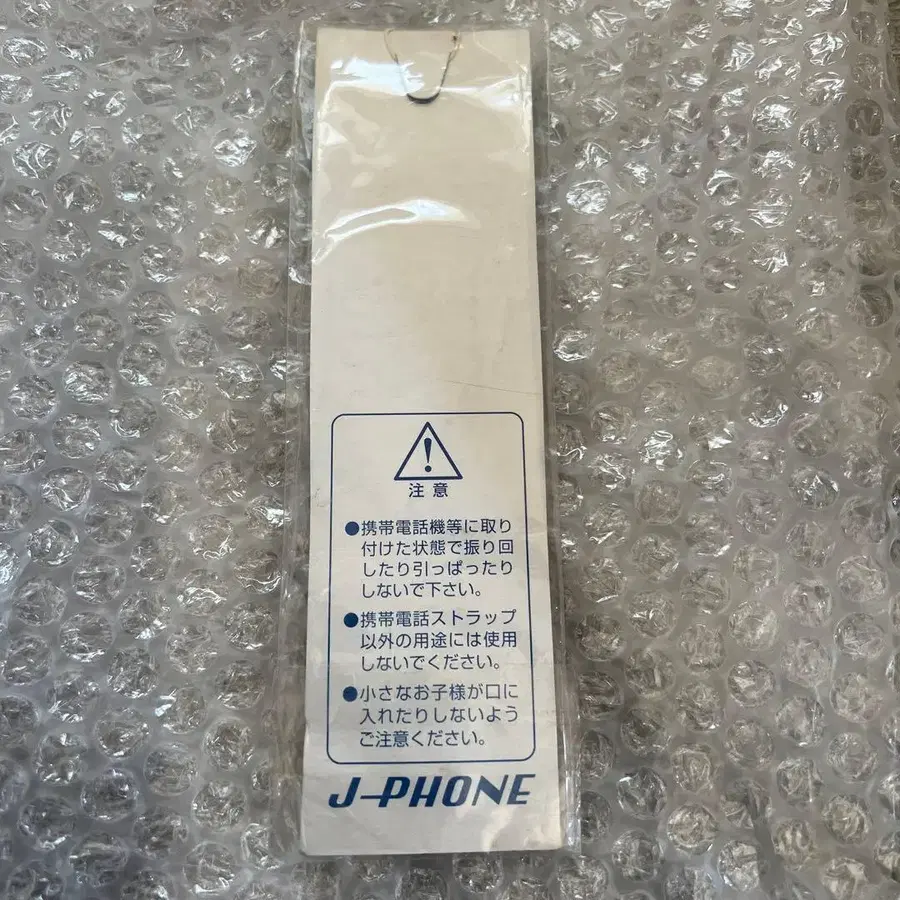 注意
●携帯電話機等に取り
付けた状態で振り回
したり引っぱったり
しないで下さい。
●携帯電話ストラップ
以外の用途には使用
しないでください。
●小さなお子様が口に
入れたりしないよう
ご注意ください。
J-PHONE